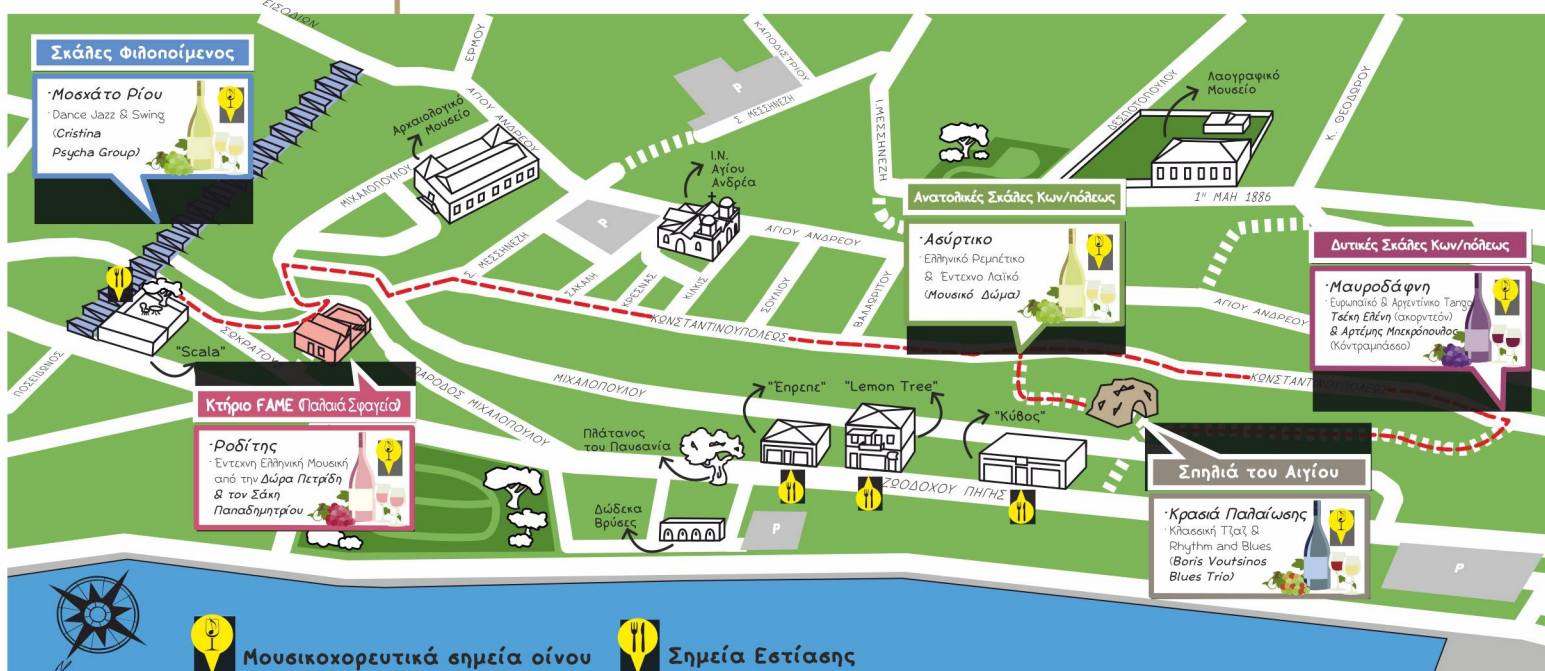 ΕΙΣΟΔΙΩΝ
ΕΡΜΟΥ
ΚΑΠΟΔΙΣΤΡΙΟΥ
Σκάλες Φιλοποίμενος
·Μοσχάτο Ρίου
·Dance Jazz & Swing
(Cristina
Psycha Group)
Αρχαιολογικό
Μουσείο
ΑΓΙΟΥ ΑΝΔΡΕΟΥ
P
Σ. ΜΕΣΣΗΝΕΖΗ
Ι.ΜΕΣΣΗΝΕΖΗ
ΔΕΣΠΟΤΟΠΟΥΛΟΥ
Λαογραφικό
Μουσείο
Κ. ΘΕΟΔΩΡΟΥ
ΜΙΧΑΛΟΠΟΥΛΟΥ
Ι.Ν.
Αγίου
Ανδρέα
P
1η ΜΑΗ 1886
Ανατολικές Σκάλες Κων/πόλεως
·Ασύρτικο
·Ελληνικό Ρεμπέτικο
& Έντεχνο Λαϊκό
(Μουσικό Δώμα)
Δυτικές Σκάλες Κων/πόλεως
·Μαυροδάφνη
·Ευρωπαϊκό & Αργεντίνικο Tango
Τσέκη Ελένη (ακορντεόν)
& Αρτέμης Μπεκρόπουλος
(Κόντραμπάσσο)
Σ. ΜΕΣΣΗΝΕΖΗ
ΣΑΚΑΛΗ
ΚΡΕΣΝΑΣ
ΚΙΛΚΙΣ
ΑΓΙΟΥ ΑΝΔΡΕΟΥ
ΣΟΥΛΙΟΥ
ΒΑΛΑΩΡΙΤΟΥ
ΑΓΙΟΥ ΑΝΔΡΕΟΥ
ΚΩΝΣΤΑΝΤΙΝΟΥΠΟΛΕΩΣ
ΚΩΝΣΤΑΝΤΙΝΟΥΠΟΛΕΩΣ
ΠΟΣΕΙΔΩΝΟΣ
"Scala"
ΣΩΚΡΑΤΟΥΣ
ΠΑΡΟΔΟΣ ΜΙΧΑΛΟΠΟΥΛΟΥ
ΜΙΧΑΛΟΠΟΥΛΟΥ
Κτήριο FAME (Παλαιά Σφαγεία)
·Ροδίτης
·Έντεχνη Ελληνική Μουσική
από την Δώρα Πετρίδη
& τον Σάκη
Παπαδημητρίου
"Έπρεπε"
"Lemon Tree"
"Κύβος"
Πλάτανος
του Παυσανία
ΖΩΟΔΟΧΟΥ ΠΗΓΗΣ
Δώδεκα
Βρύσες
P
Σπηλιά του Αιγίου
·Κρασιά Παλαίωσης
·Κλασσική Τζαζ &
Rhythm and Blues
(Boris Voutsinos
Blues Trio)
P
N
Μουσικοχορευτικά σημεία οίνου
Σημεία Εστίασης